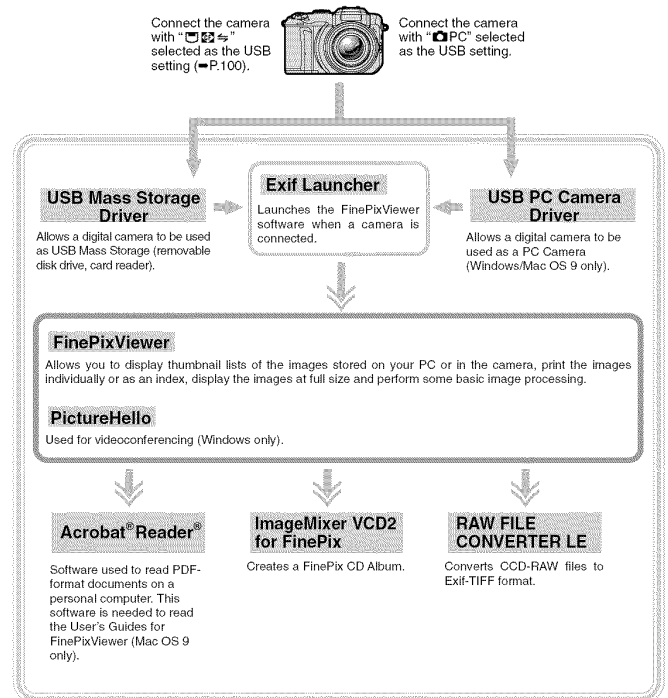 Connect the camera
with “ ”
selected as the USB
setting (➡P.100).
Connect the camera
with “ PC” selected
as the USB setting.
USB Mass Storage
Driver
Allows a digital camera to be used
as USB Mass Storage (removable
disk drive, card reader).
Exif Launcher
Launches the FinePixViewer
software when a camera is
connected.
USB PC Camera
Driver
Allows a digital camera to be
used as a PC Camera
(Windows/Mac OS 9 only).
FinePixViewer
Allows you to display thumbnail lists of the images stored on your PC or in the camera, print the images
individually or as an index, display the images at full size and perform some basic image processing.
PictureHello
Used for videoconferencing (Windows only).
Acrobat® Reader®
Software used to read PDF-
format documents on a
personal computer. This
software is needed to read
the User's Guides for
FinePixViewer (Mac OS 9
only).
ImageMixer VCD2
for FinePix
Creates a FinePix CD Album.
RAW FILE
CONVERTER LE
Converts CCD-RAW files to
Exif-TIFF format.